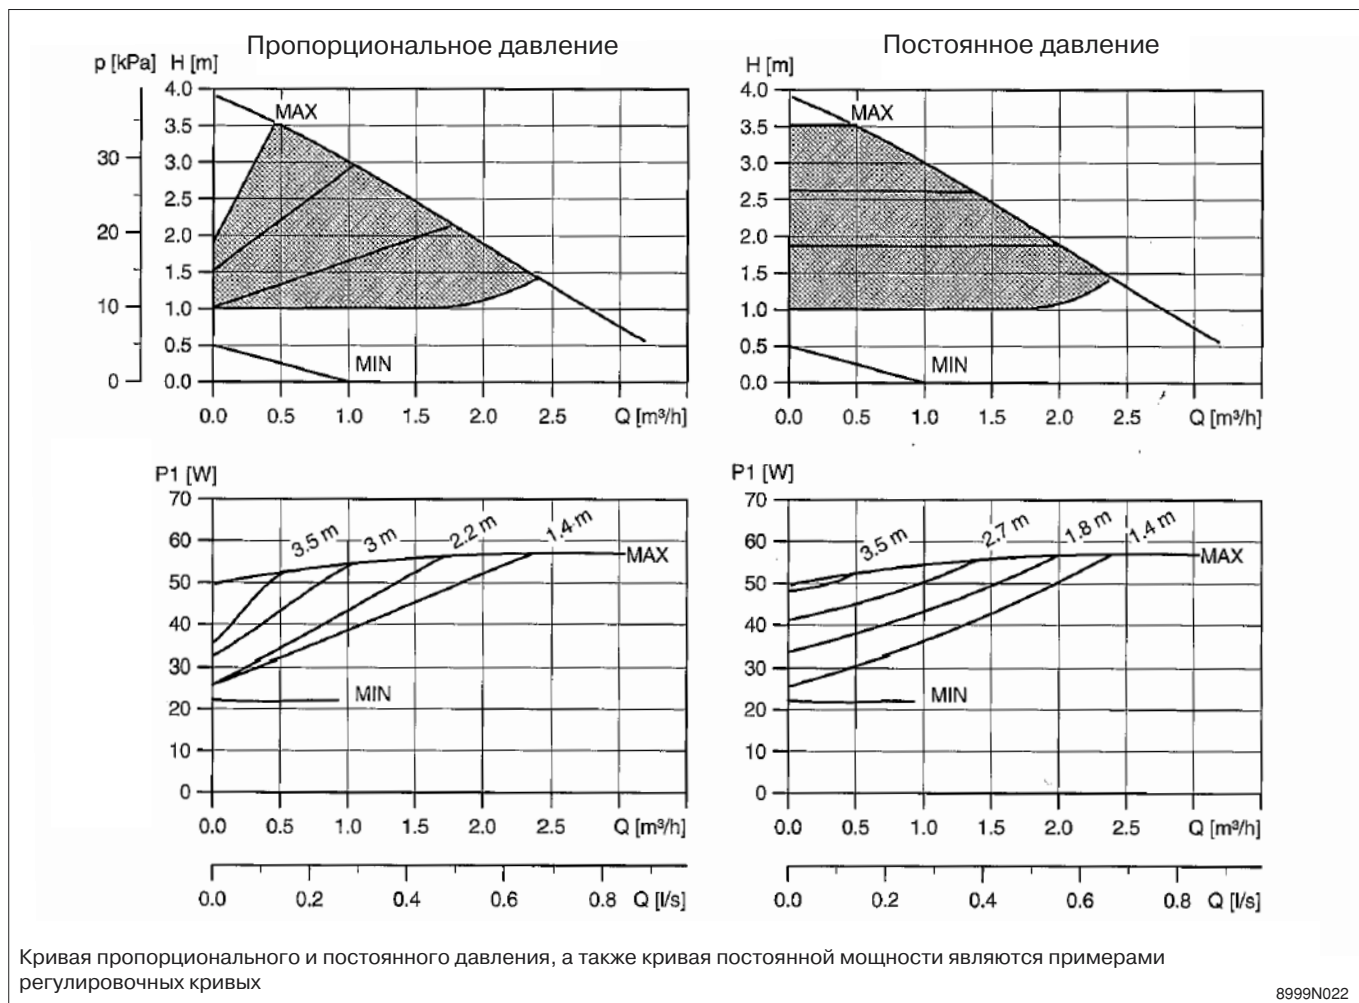 Пропорциональное давление
p [kPa] H [m]
4.0
MAX
3.5
30
3.0
2.5
20
2.0
1.5
10
1.0
0.5
MIN
0
0.0
0.0 0.5 1.0 1.5 2.0 2.5 Q [m³/h]
Постоянное давление
H [m]
4.0
MAX
3.5
3.0
2.5
2.0
1.5
1.0
0.5
MIN
0.0
0.0 0.5 1.0 1.5 2.0 2.5 Q [m³/h]
P1 [W]
70
60
3.5 m 3 m 2.2 m 1.4 m
MAX
50
40
30
MIN
20
10
0
0.0 0.5 1.0 1.5 2.0 2.5 Q [m³/h]
0.0 0.2 0.4 0.6 0.8 Q [l/s]
P1 [W]
70
60
3.5 m 2.7 m 1.8 m 1.4 m
MAX
50
40
30
MIN
20
10
0
0.0 0.5 1.0 1.5 2.0 2.5 Q [m³/h]
0.0 0.2 0.4 0.6 0.8 Q [l/s]
Кривая пропорционального и постоянного давления, а также кривая постоянной мощности являются примерами
регулировочных кривых
8999N022